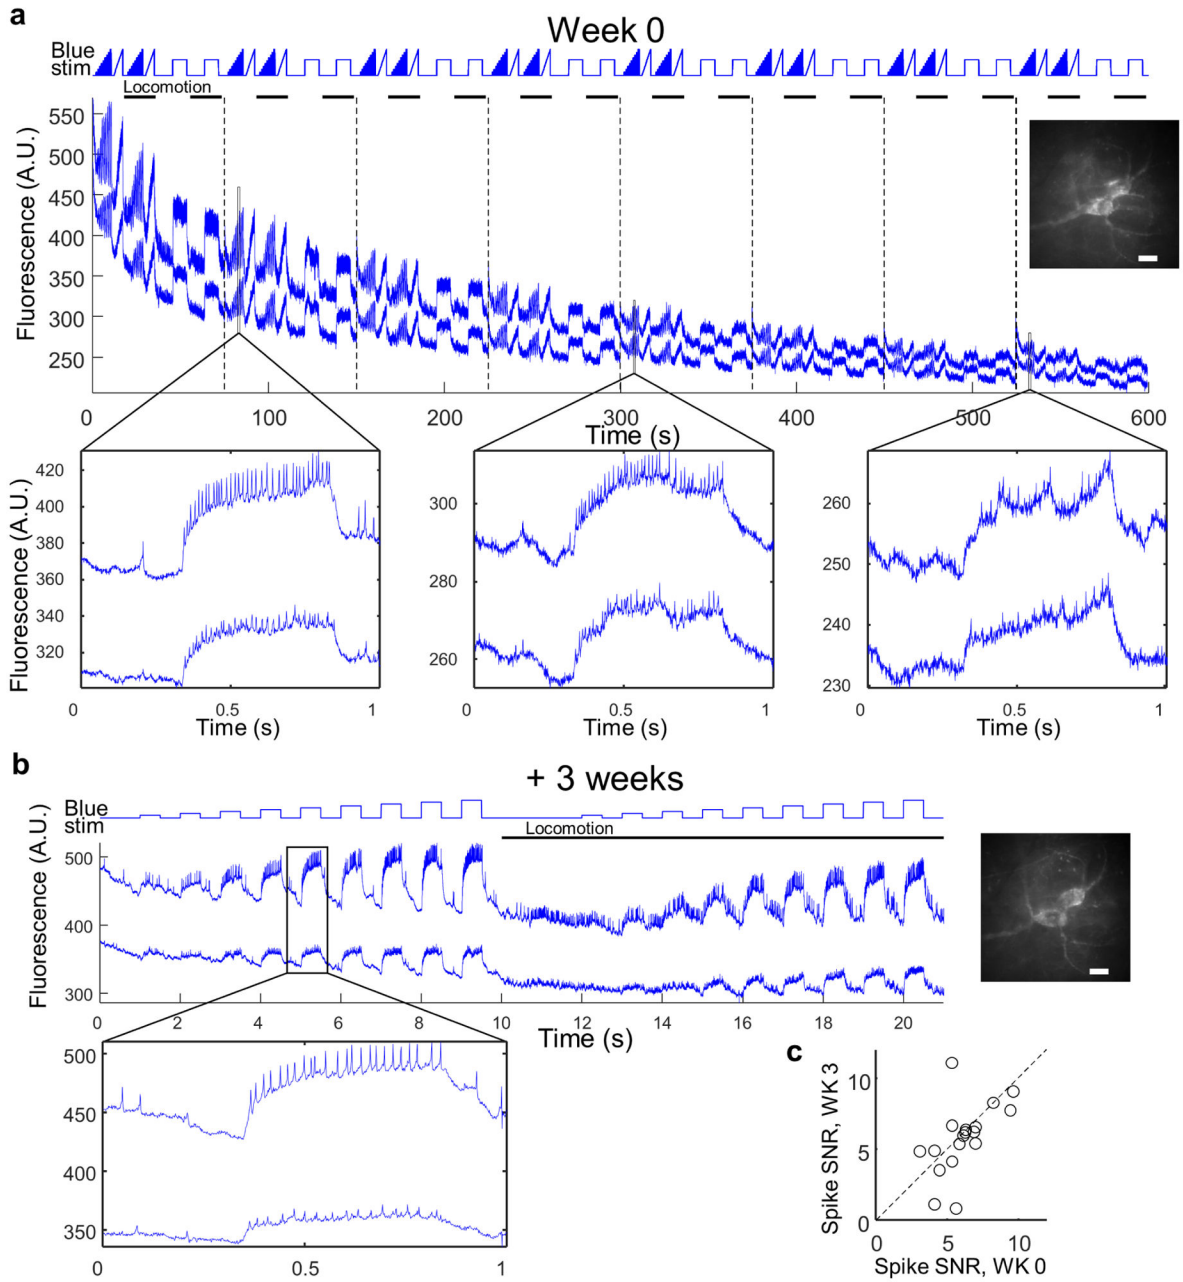 a
Week 0
Blue
stim
Locomotion
Fluorescence (A.U.)
550
500
450
400
350
300
250
0 100 200 300 400 500 600
Time (s)
Fluorescence (A.U.)
420
400
380
360
340
320
0 0.5 1
Time (s)
300
280
260
0 0.5 1
Time (s)
260
250
240
230
0 0.5 1
Time (s)
b
+ 3 weeks
Blue
stim
Locomotion
Fluorescence (A.U.)
500
400
300
0 2 4 6 8 10 12 14 16 18 20
Time (s)
500
450
400
350
0 0.5 1
c
Spike SNR, WK 3
10
5
0
0 5 10
Spike SNR, WK 0